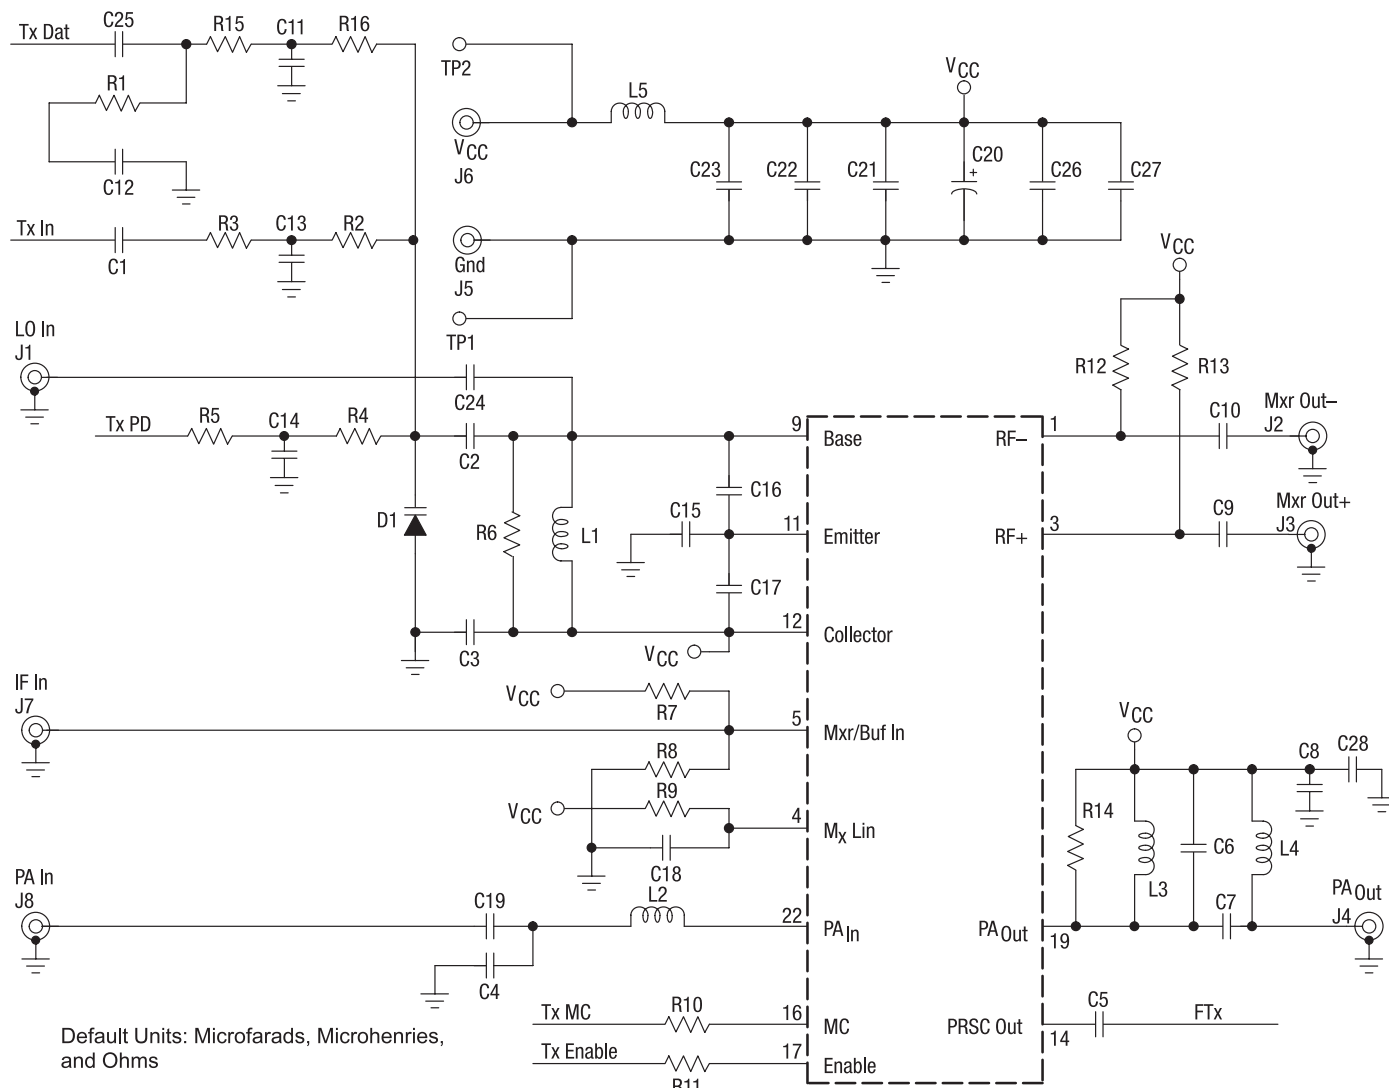 Tx Dat
C25
R15
C11
R16
R1
C12
TP2
VCC
J6
L5
VCC
C23
C22
C21
C20
+
C26
C27
Tx In
C1
R3
C13
R2
Gnd
J5
TP1
VCC
R12
R13
LO In
J1
C24
Tx PD
R5
C14
R4
C2
D1
R6
L1
C16
C15
C17
C3
VCC
9
Base
11
Emitter
12
Collector
RF–
1
RF+
3
C10
Mxr Out–
J2
C9
Mxr Out+
J3
IF In
J7
VCC
R7
5
Mxr/Buf In
R8
R9
VCC
4
Mx Lin
C18
PA In
J8
C19
L2
22
PA In
C4
VCC
R14
L3
C6
L4
C8
C28
PA Out
19
C7
PA Out
J4
Tx MC
R10
16
MC
Tx Enable
R11
17
Enable
PRSC Out
14
C5
FTx
Default Units: Microfarads, Microhenries,
and Ohms